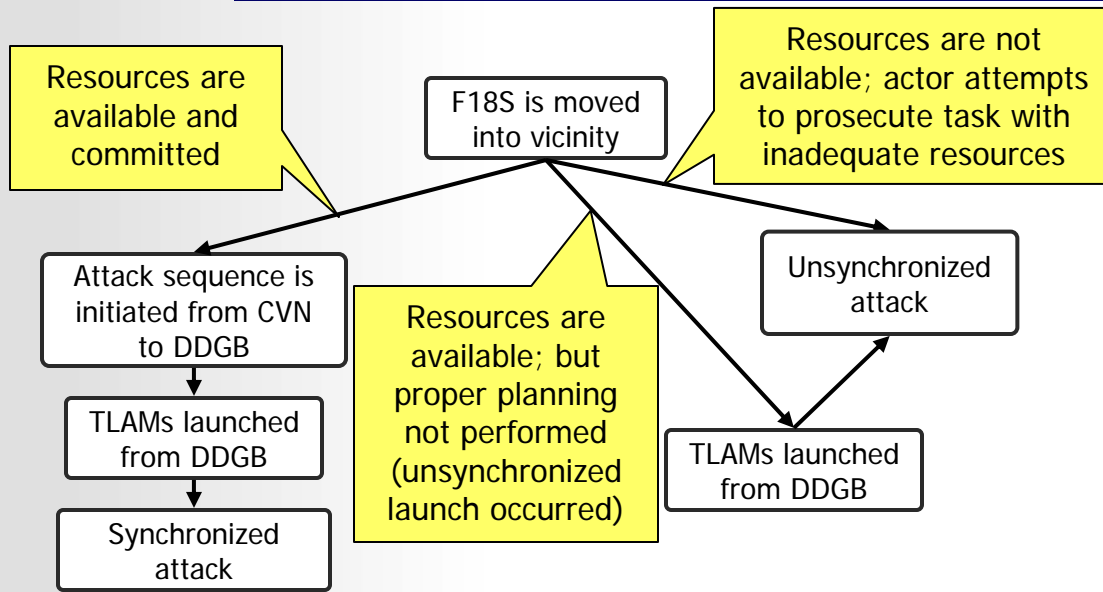 Resources are
available and
committed
F18S is moved
into vicinity
Resources are not
available; actor attempts
to prosecute task with
inadequate resources
Attack sequence is
initiated from CVN
to DDGB
TLAMs launched
from DDGB
Synchronized
attack
Resources are
available; but
proper planning
not performed
(unsynchronized
launch occurred)
Unsynchronized
attack
TLAMs launched
from DDGB